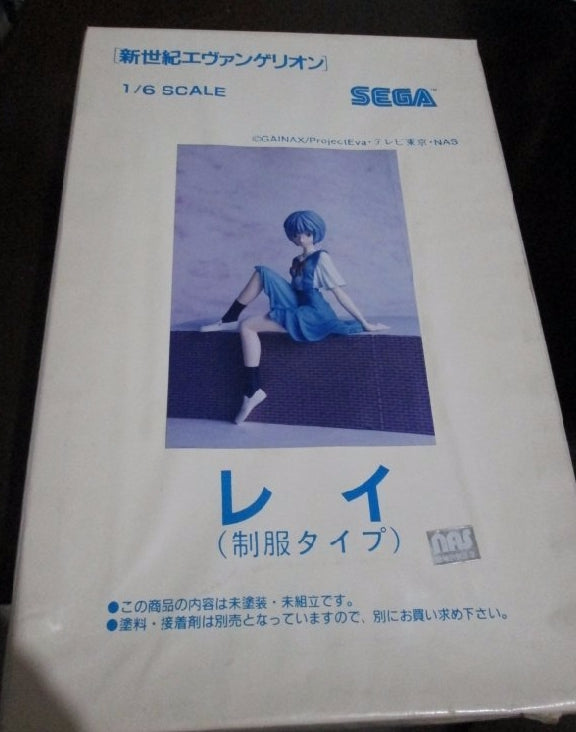 [新世紀エヴァンゲリオン]
1/6 SCALE
SEGA™
©GAINAX/ProjectEva・テレビ東京・NAS
レイ
(制服タイプ)
NAS
●この商品の内容は未塗装・未組立です。
●塗料・接着剤は別売となっていますので、別にお買い求め下さい。